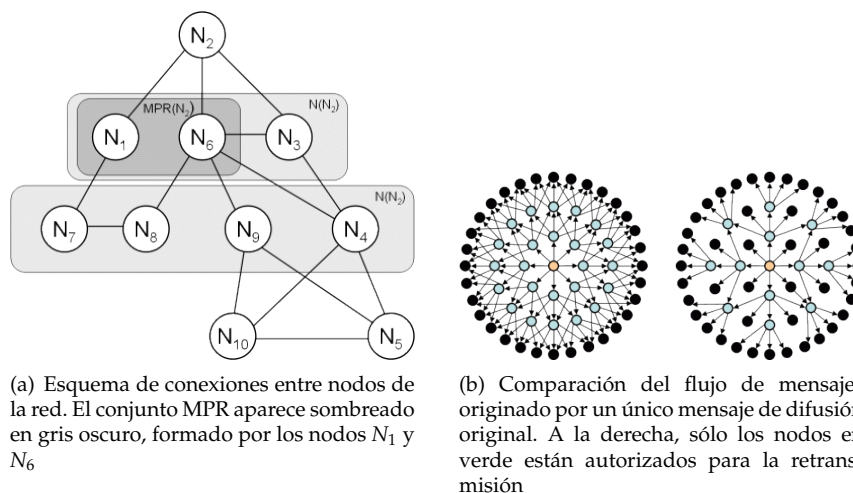 N2
MPR(N2)
N(N2)
N1
N6
N3
N(N2)
N7
N8
N9
N4
N10
N5
(a) Esquema de conexiones entre nodos de
la red. El conjunto MPR aparece sombreado
en gris oscuro, formado por los nodos N1 y
N6
(b) Comparación del flujo de mensaje
originado por un único mensaje de difusión
original. A la derecha, sólo los nodos e
verde están autorizados para la retrans
misión